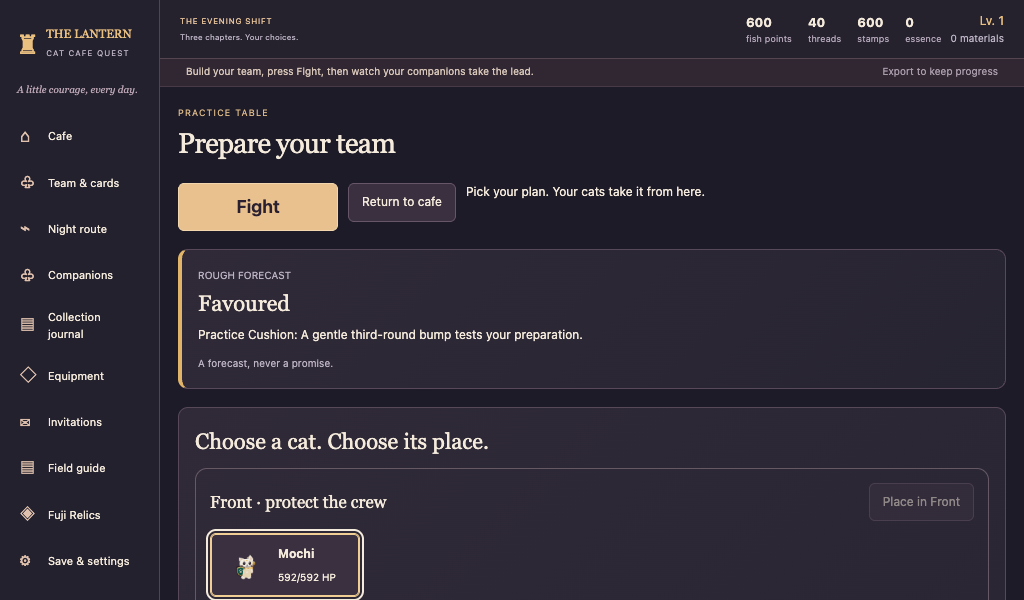 THE LANTERN
CAT CAFE QUEST
A little courage, every day.
Cafe
Team & cards
Night route
Companions
Collection
journal
Equipment
Invitations
Field guide
Fuji Relics
Save & settings
THE EVENING SHIFT
Three chapters. Your choices.
600
fish points
40
threads
600
stamps
0
essence
Lv. 1
0 materials
Build your team, press Fight, then watch your companions take the lead.
Export to keep progress
PRACTICE TABLE
Prepare your team
Fight
Return to cafe
Pick your plan. Your cats take it from here.
ROUGH FORECAST
Favoured
Practice Cushion: A gentle third-round bump tests your preparation.
A forecast, never a promise.
Choose a cat. Choose its place.
Front · protect the crew
Place in Front
Mochi
592/592 HP